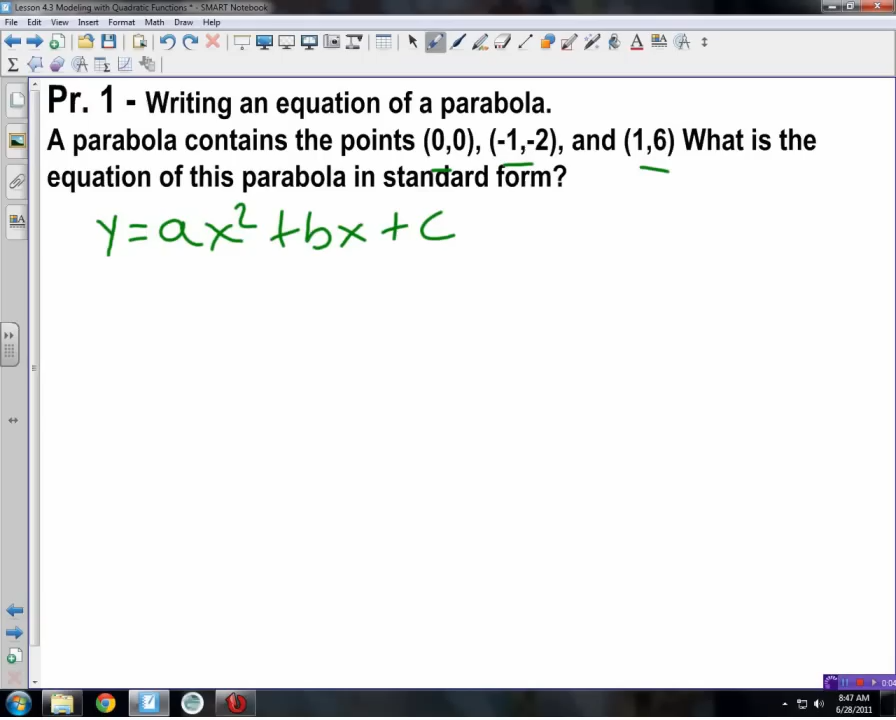 Lesson 4.3 Modeling with Quadratic Functions * - SMART Notebook
File Edit View Insert Format Math Draw Help
Pr. 1 - Writing an equation of a parabola.
A parabola contains the points (0,0), (-1,-2), and (1,6) What is the
equation of this parabola in standard form?
y = ax² + bx + c
0:04
8:47 AM
6/28/2011